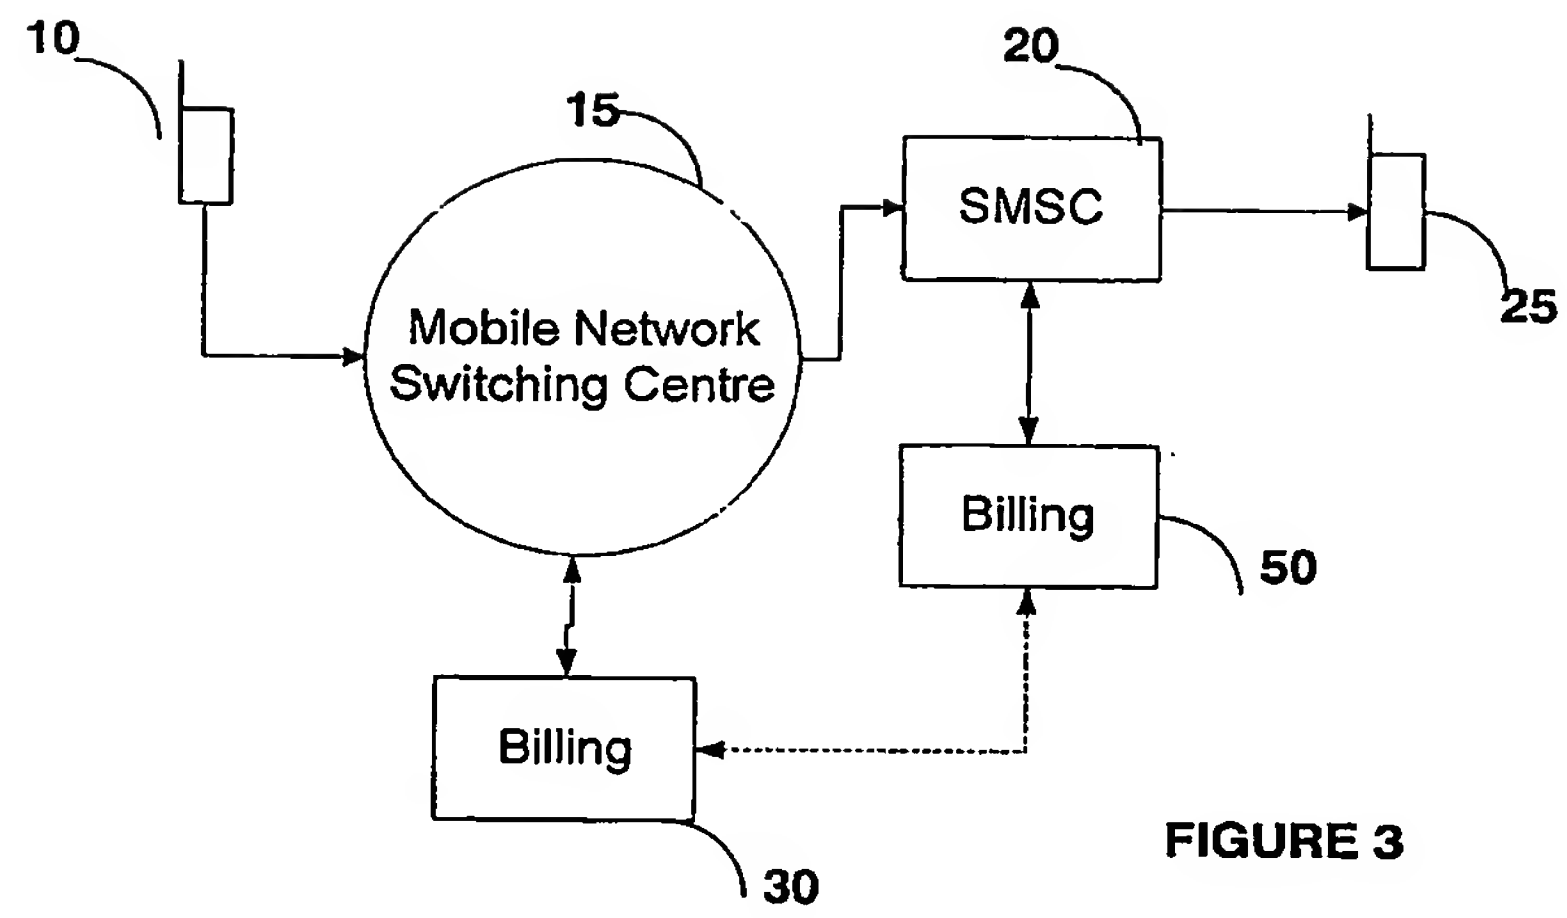 10
20
15
SMSC
25
Mobile Network
Switching Centre
Billing
50
Billing
FIGURE 3
30